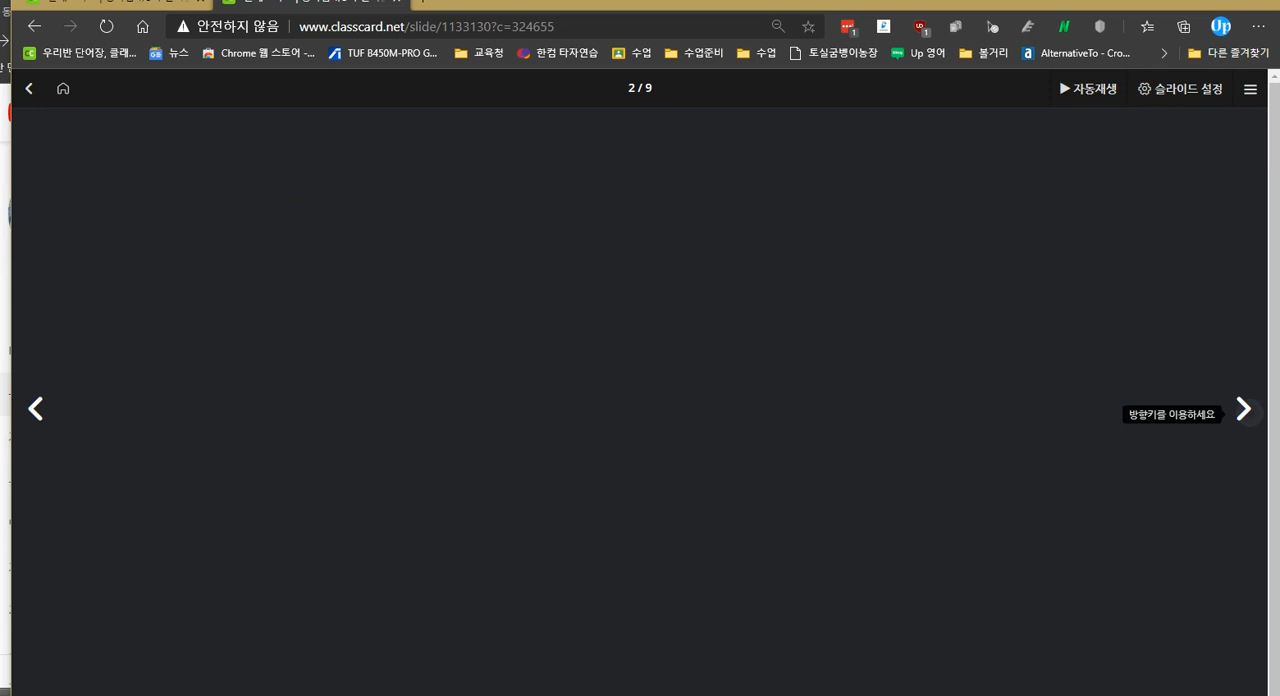 안전하지 않음 www.classcard.net/slide/1133130?c=324655
우리반 단어장, 클래... 뉴스 Chrome 웹 스토어 -... TUF B450M-PRO G... 교육청 한컴 타자연습 수업 수업준비 수업 토실굼벵이농장 Up 영어 볼거리 AlternativeTo - Cro... 다른 즐겨찾기
2 / 9 자동재생 슬라이드 설정
방향키를 이용하세요